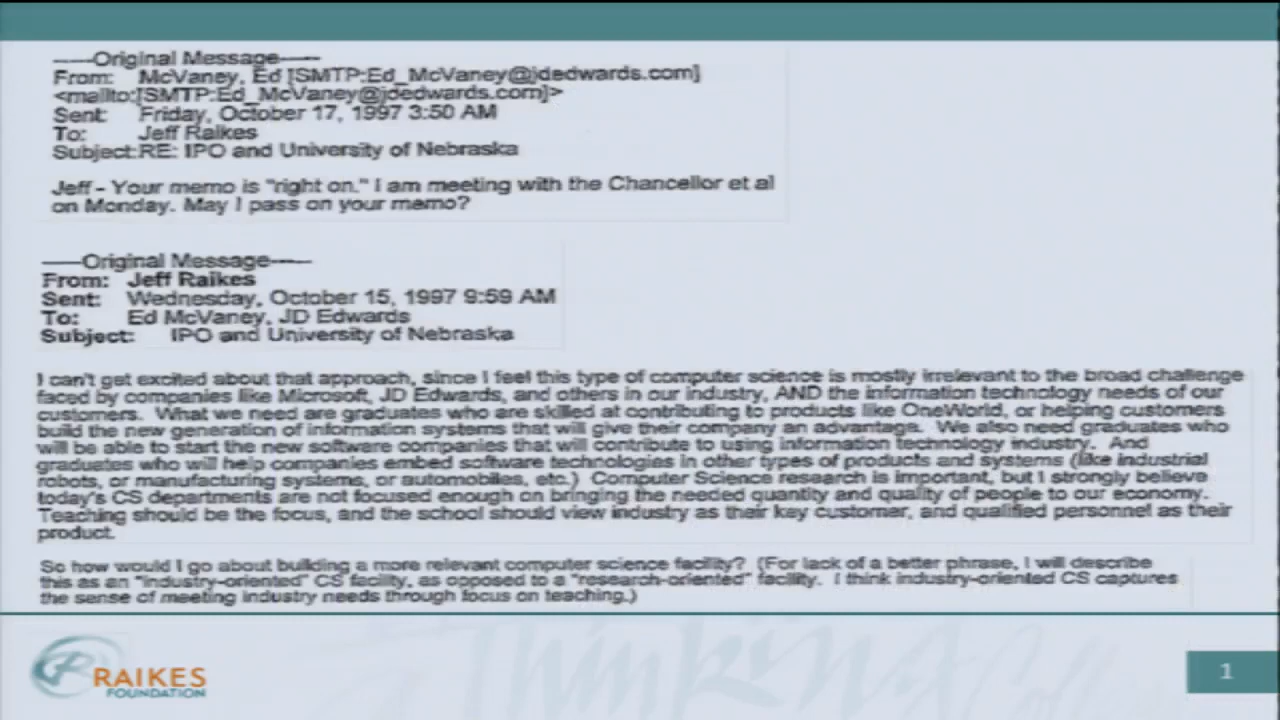 -----Original Message-----
From: McVaney, Ed [SMTP:Ed_McVaney@jdedwards.com]
<mailto:[SMTP:Ed_McVaney@jdedwards.com]>
Sent: Friday, October 17, 1997 3:50 AM
To: Jeff Raikes
Subject:RE: IPO and University of Nebraska
Jeff - Your memo is "right on." I am meeting with the Chancellor et al
on Monday. May I pass on your memo?
-----Original Message-----
From: Jeff Raikes
Sent: Wednesday, October 15, 1997 9:59 AM
To: Ed McVaney, JD Edwards
Subject: IPO and University of Nebraska
I can't get excited about that approach, since I feel this type of computer science is mostly irrelevant to the broad challenge
faced by companies like Microsoft, JD Edwards, and others in our industry, AND the information technology needs of our
customers. What we need are graduates who are skilled at contributing to products like OneWorld, or helping customers
build the new generation of information systems that will give their company an advantage. We also need graduates who
will be able to start the new software companies that will contribute to using information technology industry. And
graduates who will help companies embed software technologies in other types of products and systems (like industrial
robots, or manufacturing systems, or automobiles, etc.) Computer Science research is important, but I strongly believe
today's CS departments are not focused enough on bringing the needed quantity and quality of people to our economy.
Teaching should be the focus, and the school should view industry as their key customer, and qualified personnel as their
product.
So how would I go about building a more relevant computer science facility? (For lack of a better phrase, I will describe
this as an "industry-oriented" CS facility, as opposed to a "research-oriented" facility. I think industry-oriented CS captures
the sense of meeting industry needs through focus on teaching.)
RAIKES
FOUNDATION
Thinking
1